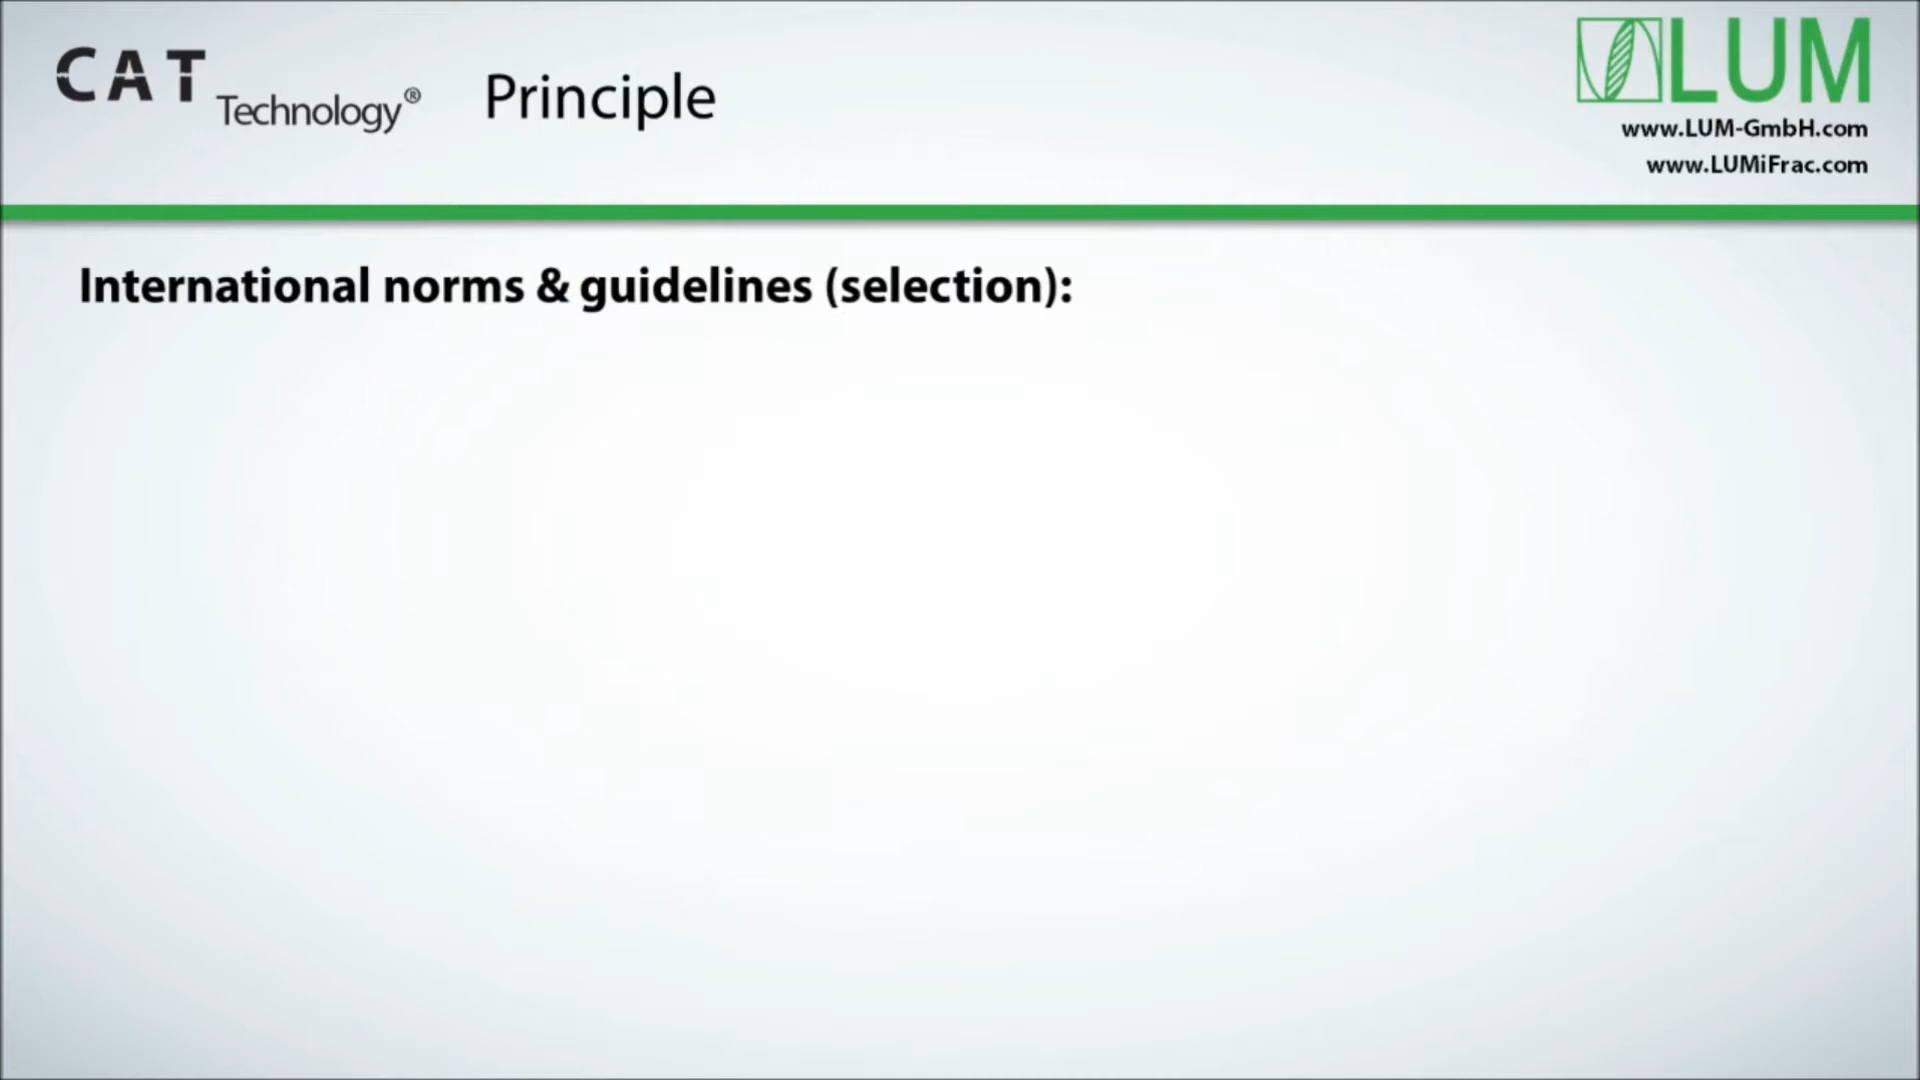 CAT Technology® Principle
LUM
www.LUM-GmbH.com
www.LUMiFrac.com
International norms & guidelines (selection):